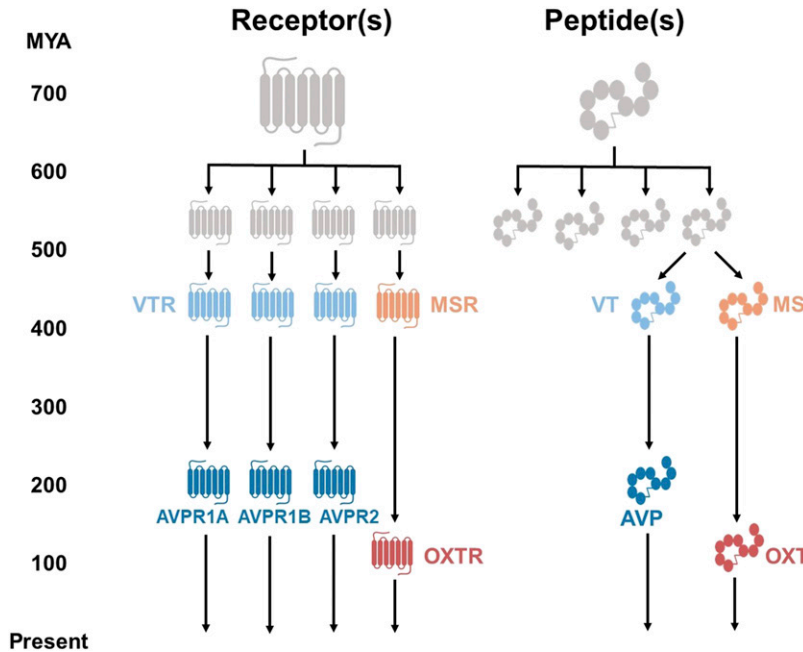 Receptor(s) Peptide(s)
MYA
700
600
500
VTR MSR VT MS
400
300
200
AVPR1A AVPR1B AVPR2 AVP
100 OXTR OXT
Present